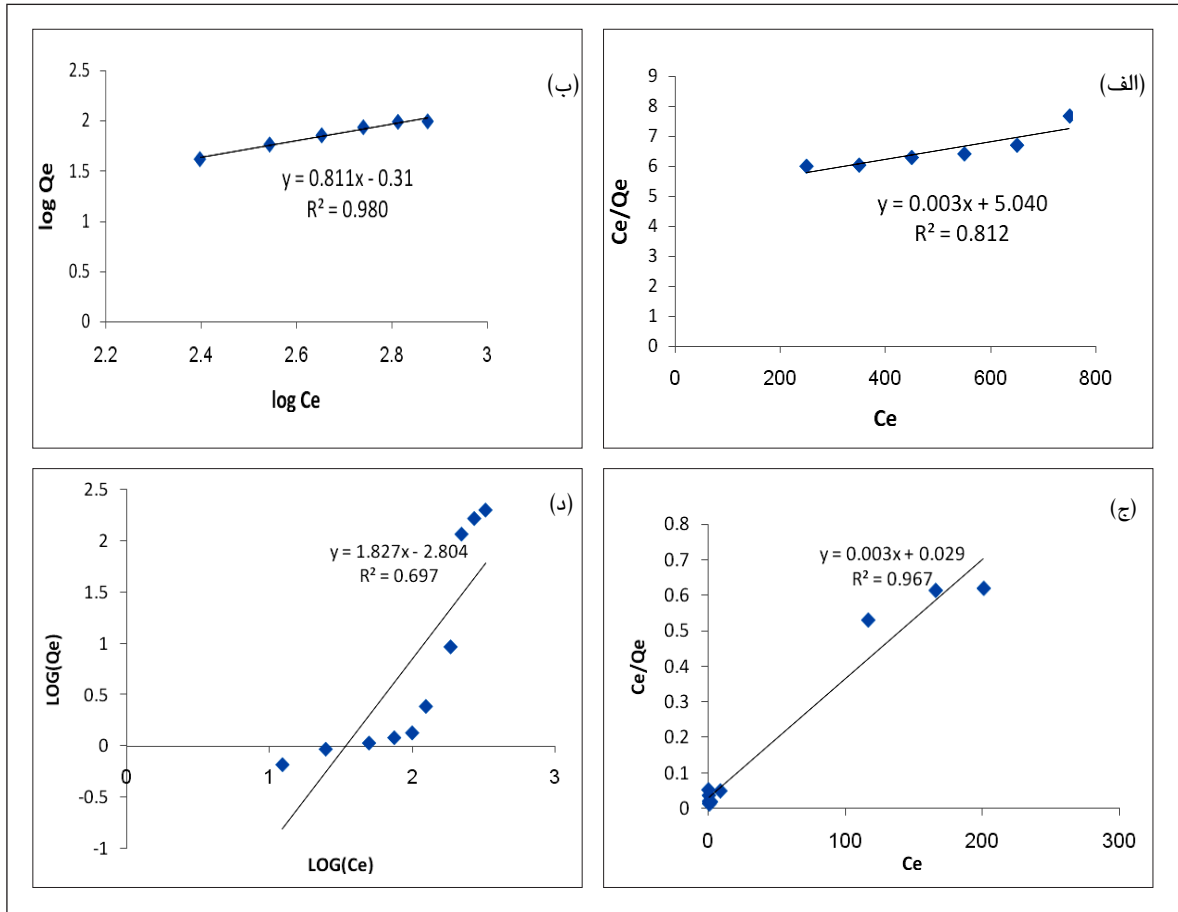 (الف)
9
8
7
6
5
4
3
2
1
0
Ce/Qe
y = 0.003x + 5.040
R² = 0.812
0 200 400 600 800
Ce
(ب)
2.5
2
1.5
1
0.5
0
log Qe
y = 0.811x - 0.31
R² = 0.980
2.2 2.4 2.6 2.8 3
log Ce
(ج)
0.8
0.7
0.6
0.5
0.4
0.3
0.2
0.1
0
Ce/Qe
y = 0.003x + 0.029
R² = 0.967
0 100 200 300
Ce
(د)
2.5
2
1.5
1
0.5
0
-0.5
-1
LOG(Qe)
y = 1.827x - 2.804
R² = 0.697
0 1 2 3
LOG(Ce)